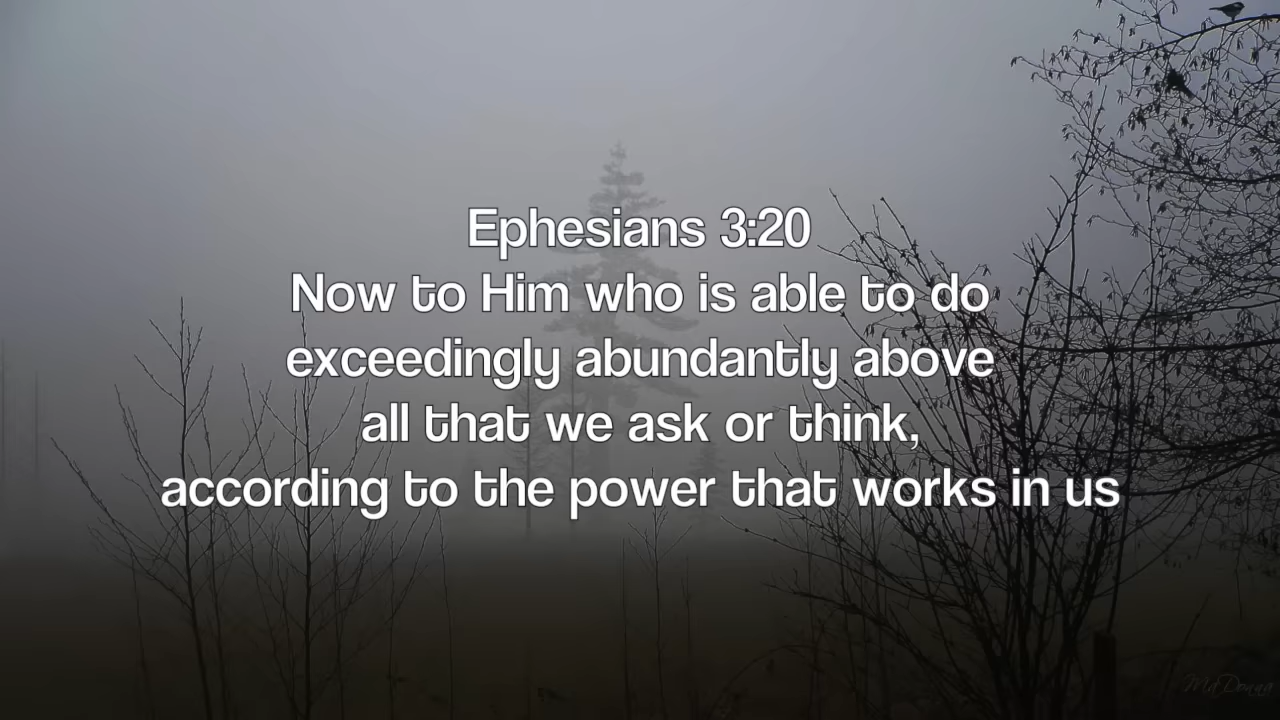 Ephesians 3:20
Now to Him who is able to do
exceedingly abundantly above
all that we ask or think,
according to the power that works in us
MaDonna